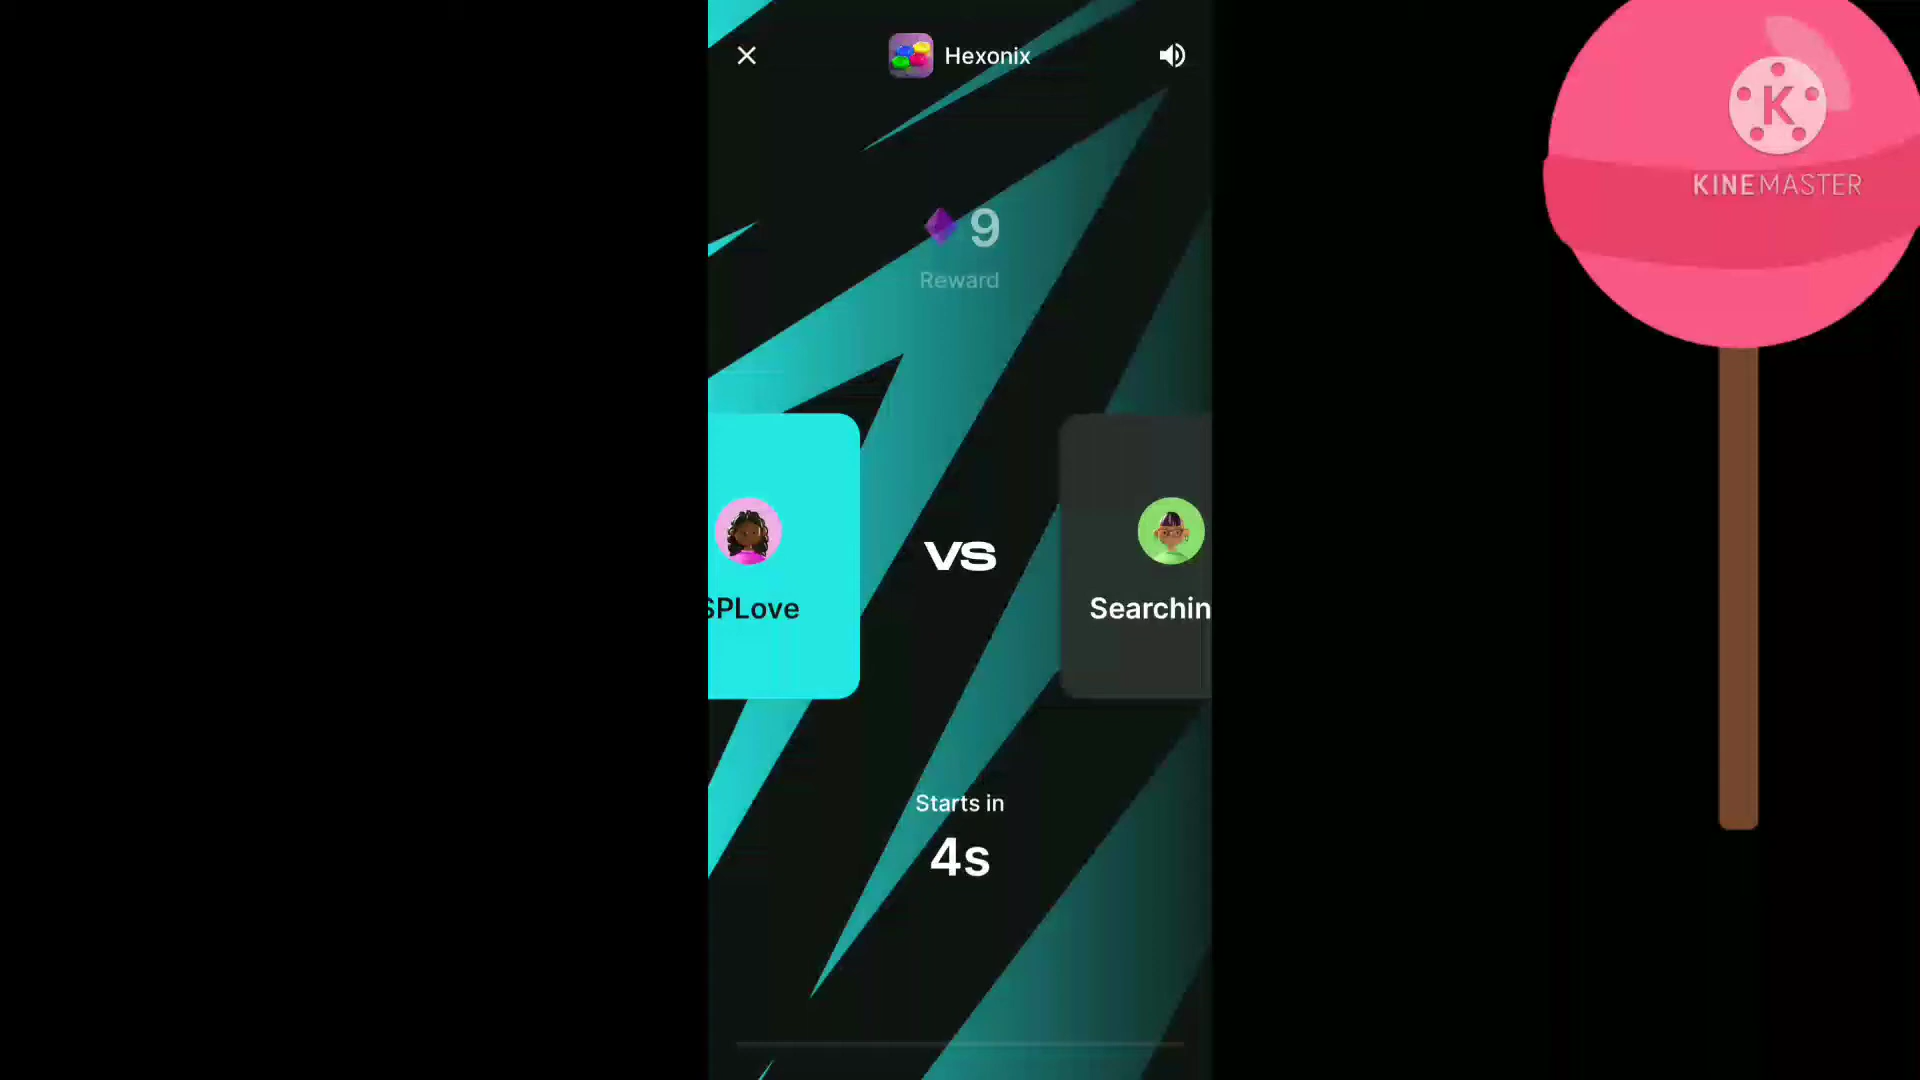 Hexonix
9
Reward
SPLove
VS
Searchin
Starts in
4s
K
KINEMASTER